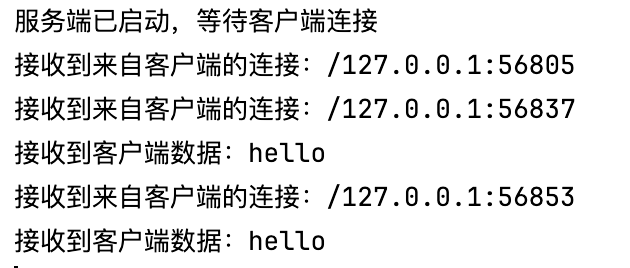 服务端已启动，等待客户端连接
接收到来自客户端的连接：/127.0.0.1:56805
接收到来自客户端的连接：/127.0.0.1:56837
接收到客户端数据：hello
接收到来自客户端的连接：/127.0.0.1:56853
接收到客户端数据：hello